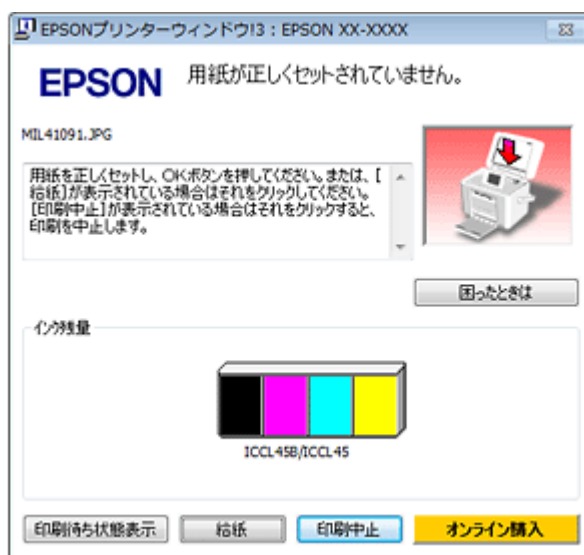 EPSONプリンターウィンドウ!3 : EPSON XX-XXXX
EPSON 用紙が正しくセットされていません。
MIL41091.JPG
用紙を正しくセットし、OKボタンを押してください。または、[
給紙]が表示されている場合はそれをクリックしてください。
[印刷中止]が表示されている場合はそれをクリックすると、
印刷を中止します。
困ったときは
インク残量
ICCL45B/ICCL45
印刷待ち状態表示 給紙 印刷中止 オンライン購入